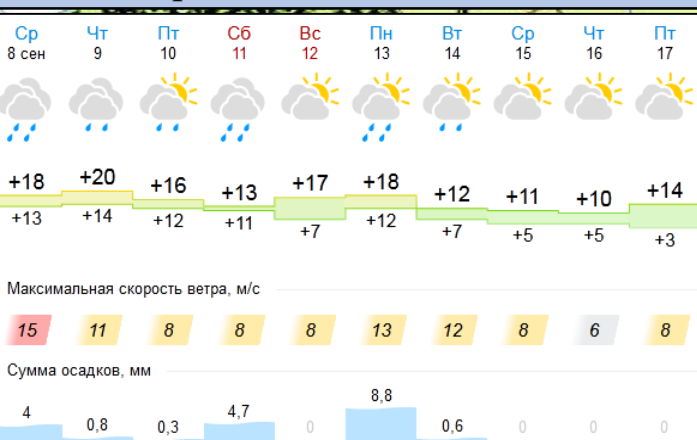 Ср Чт Пт Сб Вс Пн Вт Ср Чт Пт
8 сен 9 10 11 12 13 14 15 16 17
+18 +20 +16 +13 +17 +18 +12 +11 +10 +14
+13 +14 +12 +11 +7 +12 +7 +5 +5 +3
Максимальная скорость ветра, м/с
15 11 8 8 8 13 12 8 6 8
Сумма осадков, мм
4 0,8 0,3 4,7 0 8,8 0,6 0 0 0